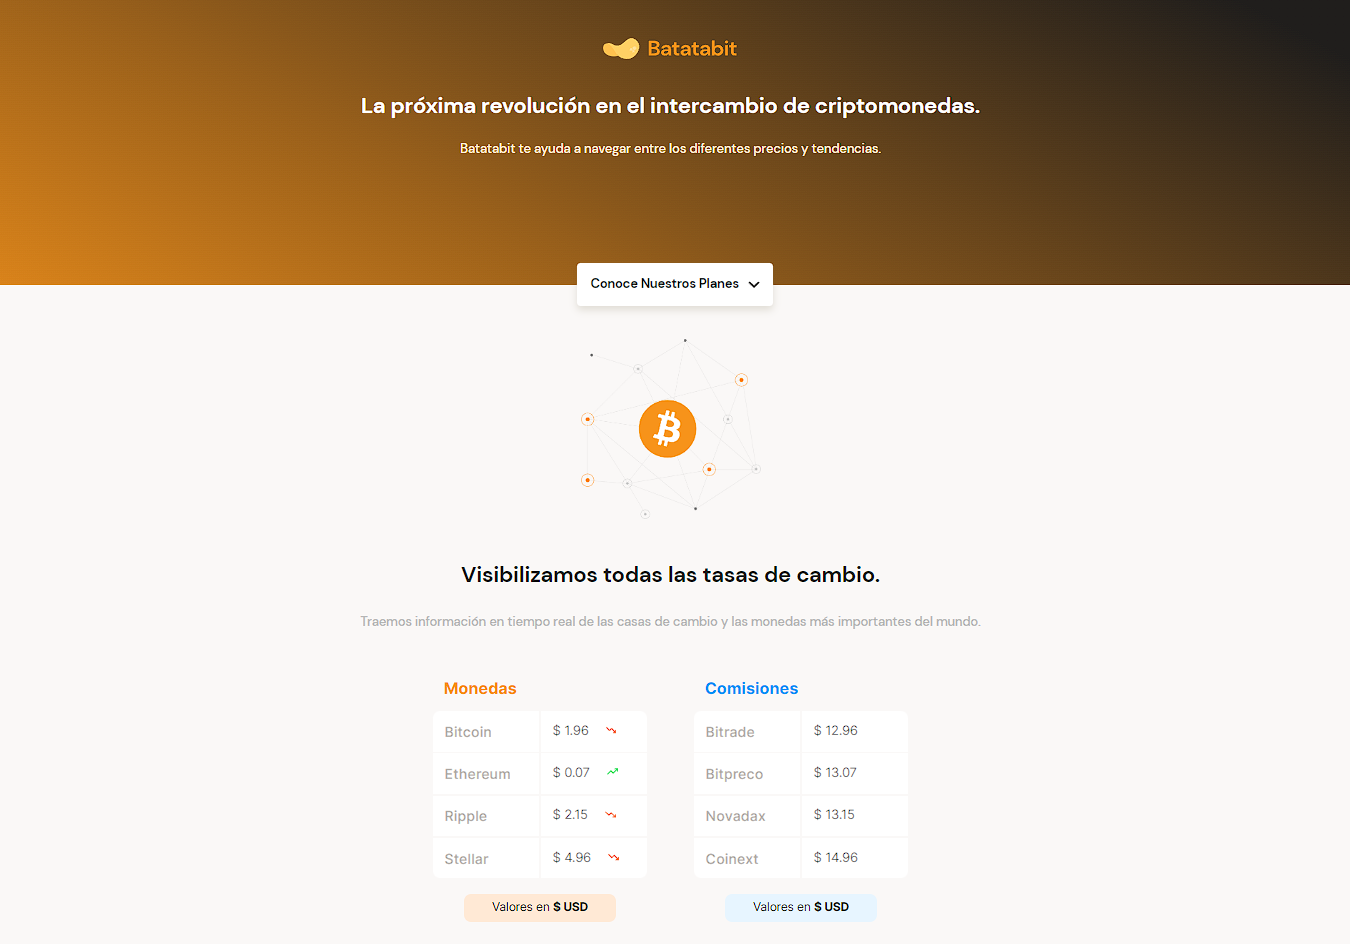 Batatabit
La próxima revolución en el intercambio de criptomonedas.
Batatabit te ayuda a navegar entre los diferentes precios y tendencias.
Conoce Nuestros Planes
Visibilizamos todas las tasas de cambio.
Traemos información en tiempo real de las casas de cambio y las monedas más importantes del mundo.
Monedas
Bitcoin $ 1.96
Ethereum $ 0.07
Ripple $ 2.15
Stellar $ 4.96
Valores en $ USD
Comisiones
Bitrade $ 12.96
Bitpreco $ 13.07
Novadax $ 13.15
Coinext $ 14.96
Valores en $ USD